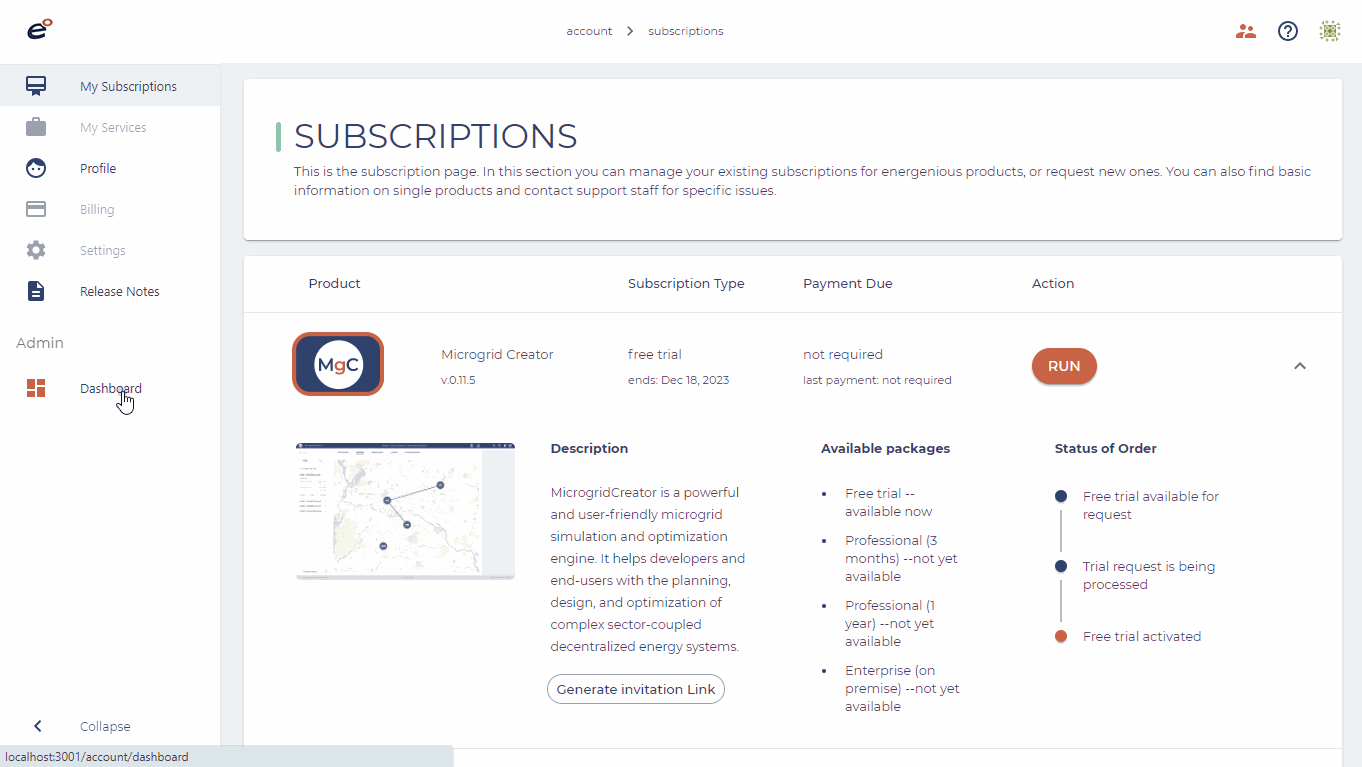 account > subscriptions
My Subscriptions
My Services
Profile
Billing
Settings
Release Notes
Admin
Dashboard
Collapse
localhost:3001/account/dashboard
SUBSCRIPTIONS
This is the subscription page. In this section you can manage your existing subscriptions for energenious products, or request new ones. You can also find basic
information on single products and contact support staff for specific issues.
Product Subscription Type Payment Due Action
MgC
Microgrid Creator
v.0.11.5
free trial
ends: Dec 18, 2023
not required
last payment: not required
RUN
Description
MicrogridCreator is a powerful
and user-friendly microgrid
simulation and optimization
engine. It helps developers and
end-users with the planning,
design, and optimization of
complex sector-coupled
decentralized energy systems.
Generate invitation Link
Available packages
• Free trial --
available now
• Professional (3
months) --not yet
available
• Professional (1
year) --not yet
available
• Enterprise (on
premise) --not yet
available
Status of Order
Free trial available for
request
Trial request is being
processed
Free trial activated